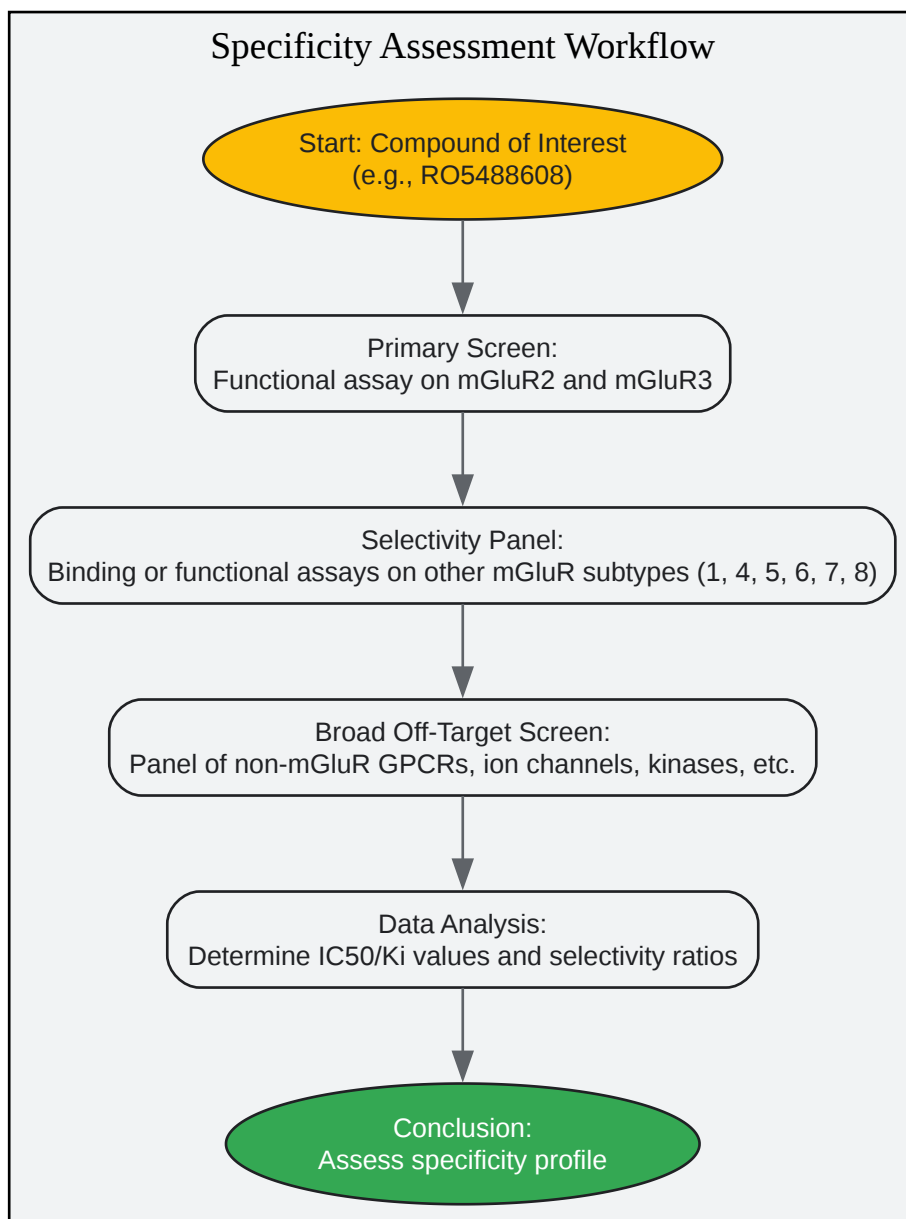 Specificity Assessment Workflow
Start: Compound of Interest
(e.g., RO5488608)
Primary Screen:
Functional assay on mGluR2 and mGluR3
Selectivity Panel:
Binding or functional assays on other mGluR subtypes (1, 4, 5, 6, 7, 8)
Broad Off-Target Screen:
Panel of non-mGluR GPCRs, ion channels, kinases, etc.
Data Analysis:
Determine IC50/Ki values and selectivity ratios
Conclusion:
Assess specificity profile